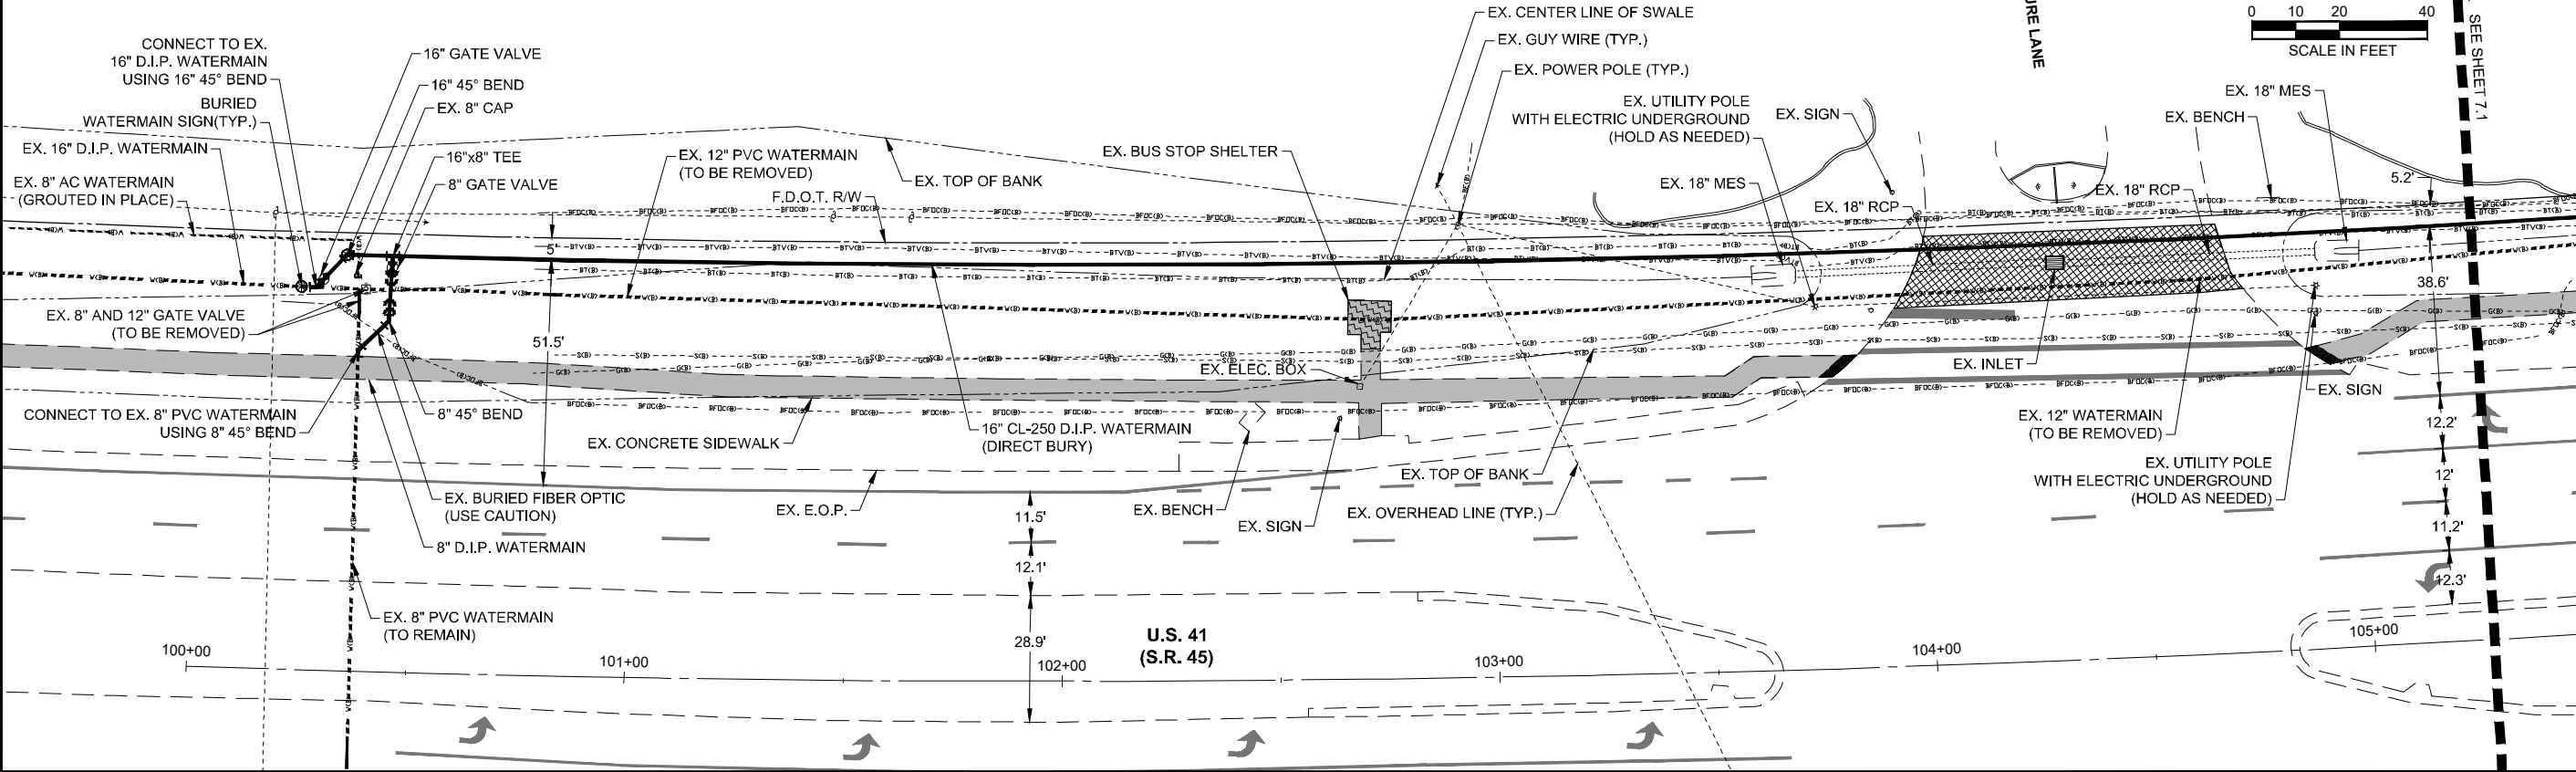 CONNECT TO EX.
16" D.I.P. WATERMAIN
USING 16" 45° BEND
BURIED
WATERMAIN SIGN(TYP.)
EX. 16" D.I.P. WATERMAIN
EX. 8" AC WATERMAIN
(GROUTED IN PLACE)
16" GATE VALVE
16" 45° BEND
EX. 8" CAP
16"x8" TEE
8" GATE VALVE
EX. 12" PVC WATERMAIN
(TO BE REMOVED)
F.D.O.T. R/W
EX. TOP OF BANK
EX. BUS STOP SHELTER
EX. CENTER LINE OF SWALE
EX. GUY WIRE (TYP.)
EX. POWER POLE (TYP.)
EX. UTILITY POLE
WITH ELECTRIC UNDERGROUND
(HOLD AS NEEDED)
EX. SIGN
EX. 18" MES
EX. 18" RCP
URE LANE
0 10 20 40
SCALE IN FEET
SEE SHEET 7.1
EX. 18" MES
EX. BENCH
EX. 18" RCP
5.2'
38.6'
5'
51.5'
EX. 8" AND 12" GATE VALVE
(TO BE REMOVED)
CONNECT TO EX. 8" PVC WATERMAIN
USING 8" 45° BEND
8" 45° BEND
EX. BURIED FIBER OPTIC
(USE CAUTION)
8" D.I.P. WATERMAIN
EX. 8" PVC WATERMAIN
(TO REMAIN)
EX. CONCRETE SIDEWALK
EX. E.O.P.
16" CL-250 D.I.P. WATERMAIN
(DIRECT BURY)
EX. ELEC. BOX
EX. BENCH
EX. SIGN
EX. TOP OF BANK
EX. OVERHEAD LINE (TYP.)
EX. INLET
EX. SIGN
EX. 12" WATERMAIN
(TO BE REMOVED)
EX. UTILITY POLE
WITH ELECTRIC UNDERGROUND
(HOLD AS NEEDED)
12.2'
12'
11.2'
12.3'
11.5'
12.1'
28.9'
U.S. 41
(S.R. 45)
100+00
101+00
102+00
103+00
104+00
105+00